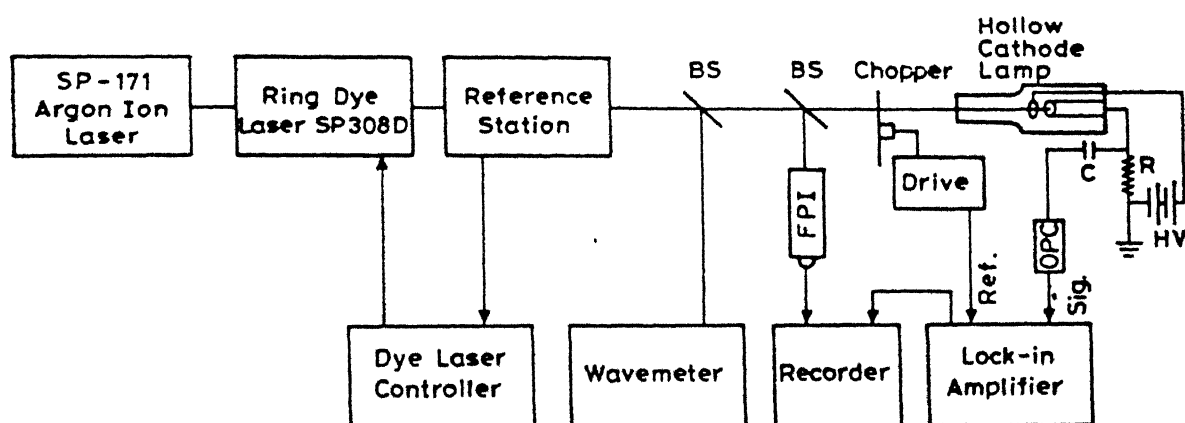 Hollow
Cathode
Lamp
BS
BS
Chopper
SP-171
Argon Ion
Laser
Ring Dye
Laser SP308D
Reference
Station
C
R
HV
Drive
FPI
OPC
Ref.
Sig.
Dye Laser
Controller
Wavemeter
Recorder
Lock-in
Amplifier